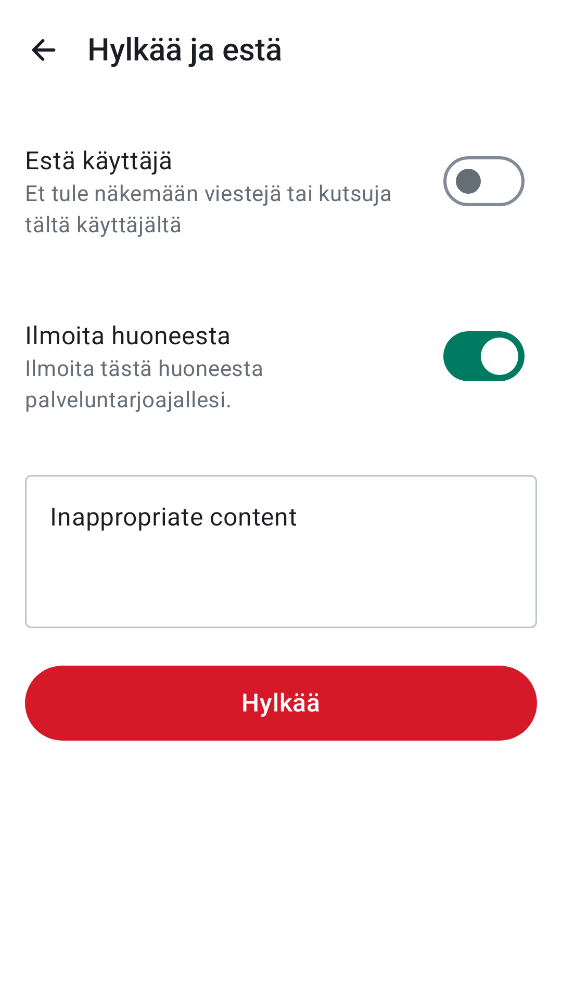 Hylkää ja estä
Estä käyttäjä
Et tule näkemään viestejä tai kutsuja
tältä käyttäjältä
Ilmoita huoneesta
Ilmoita tästä huoneesta
palveluntarjoajallesi.
Inappropriate content
Hylkää